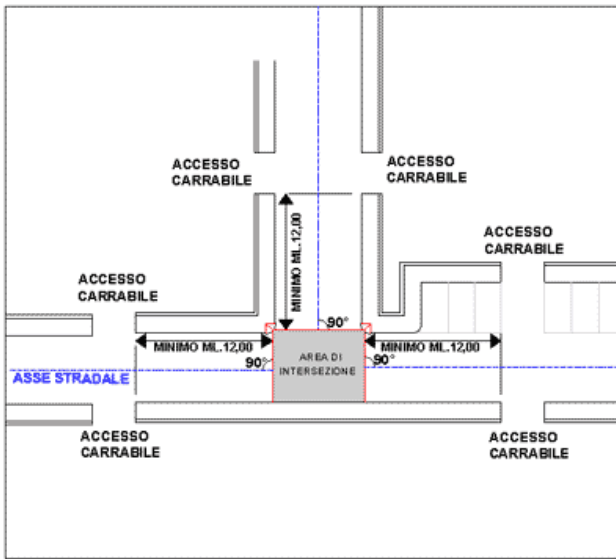 ACCESSO
CARRABILE
ACCESSO
CARRABILE
ACCESSO
CARRABILE
ACCESSO
CARRABILE
MINIMO ML.12,00
90°
MINIMO ML.12,00
MINIMO ML.12,00
90°
90°
AREA DI
INTERSEZIONE
ASSE STRADALE
ACCESSO
CARRABILE
ACCESSO
CARRABILE